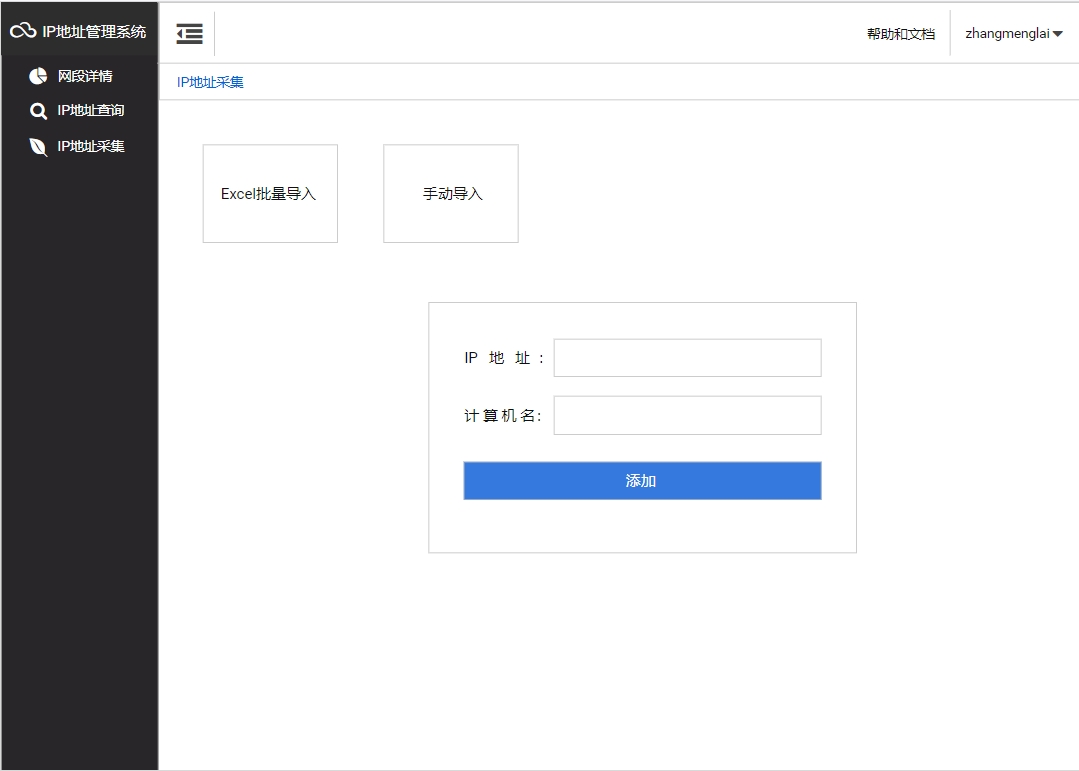 IP地址管理系统
帮助和文档
zhangmenglai
网段详情
IP地址查询
IP地址采集
IP地址采集
Excel批量导入
手动导入
IP 地 址 :
计算机名:
添加